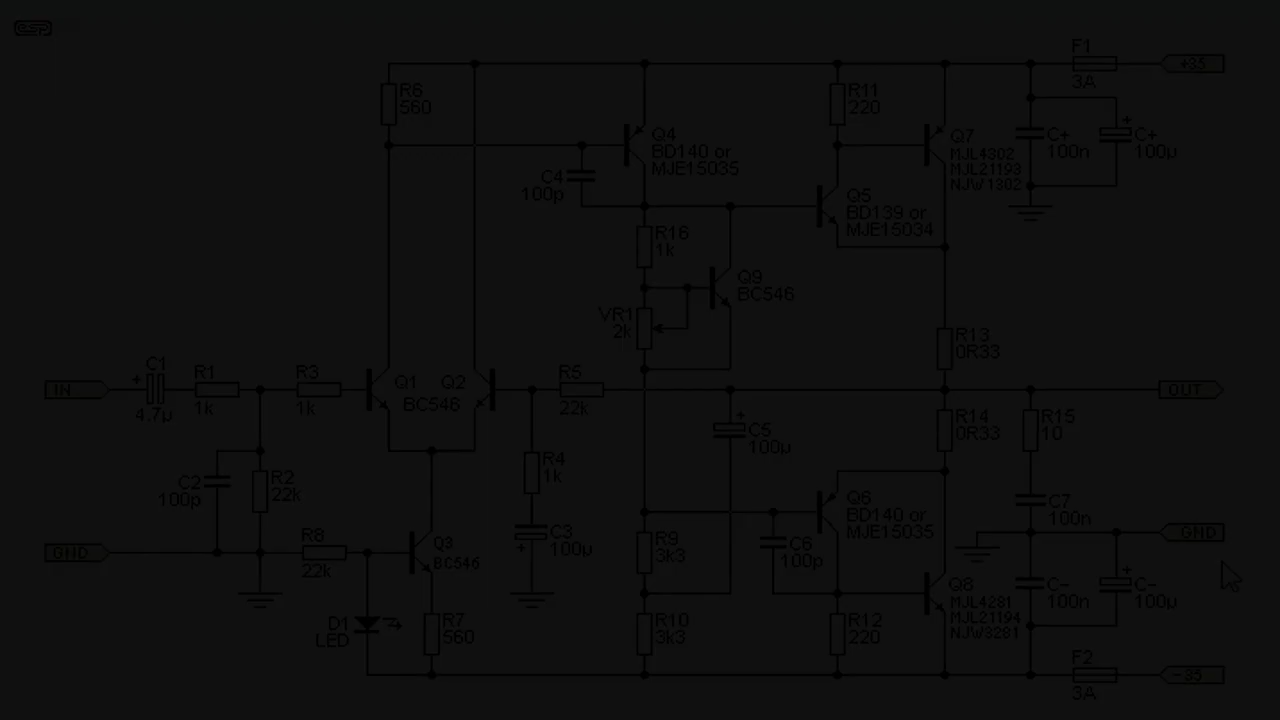 esp
F1
+35
3A
R6
560
R11
220
Q4
BD140 or
MJE15035
Q7
MJL4302
MJL21193
NJW1302
C+
100n
+
C+
100µ
C4
100p
Q5
BD139 or
MJE15034
R16
1k
Q9
BC546
VR1
2k
R13
0R33
IN
+
C1
4.7µ
R1
1k
R3
1k
Q1
Q2
BC546
R5
22k
OUT
+
C5
100µ
R14
0R33
R15
10
C2
100p
R2
22k
R4
1k
C3
100µ
+
Q6
BD140 or
MJE15035
C7
100n
GND
GND
R8
22k
Q3
BC546
R9
3k3
C6
100p
Q8
MJL4281
MJL21194
NJW3281
C-
100n
+
C-
100µ
D1
LED
R7
560
R10
3k3
R12
220
F2
-35
3A